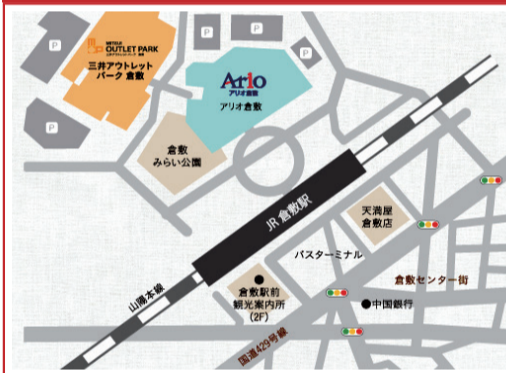 P
P
P
P
P
P
MITSUI
OUTLET PARK
三井アウトレット
パーク 倉敷
Ario
アリオ倉敷
アリオ倉敷
倉敷
みらい公園
JR 倉敷駅
天満屋
倉敷店
バスターミナル
倉敷センター街
山陽本線
倉敷駅前
観光案内所
(2F)
中国銀行
国道429号線